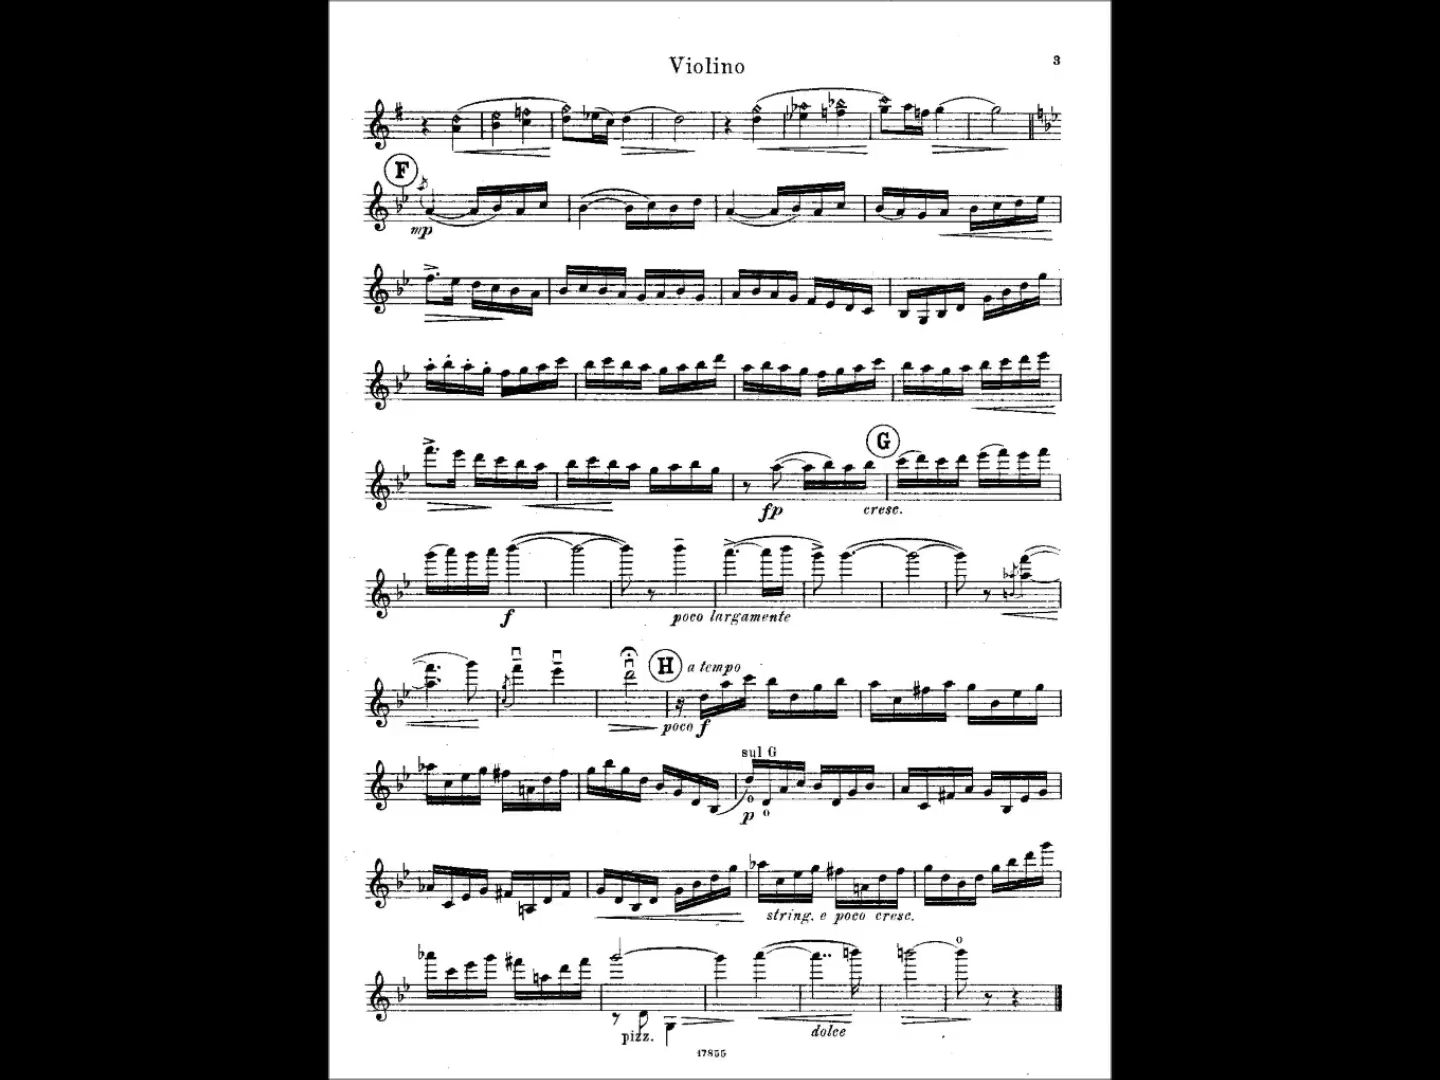 Violino
3
F
mp
G
fp cresc.
f poco largamente
H a tempo
poco f
sul G
p
string. e poco cresc.
pizz. dolce
17855